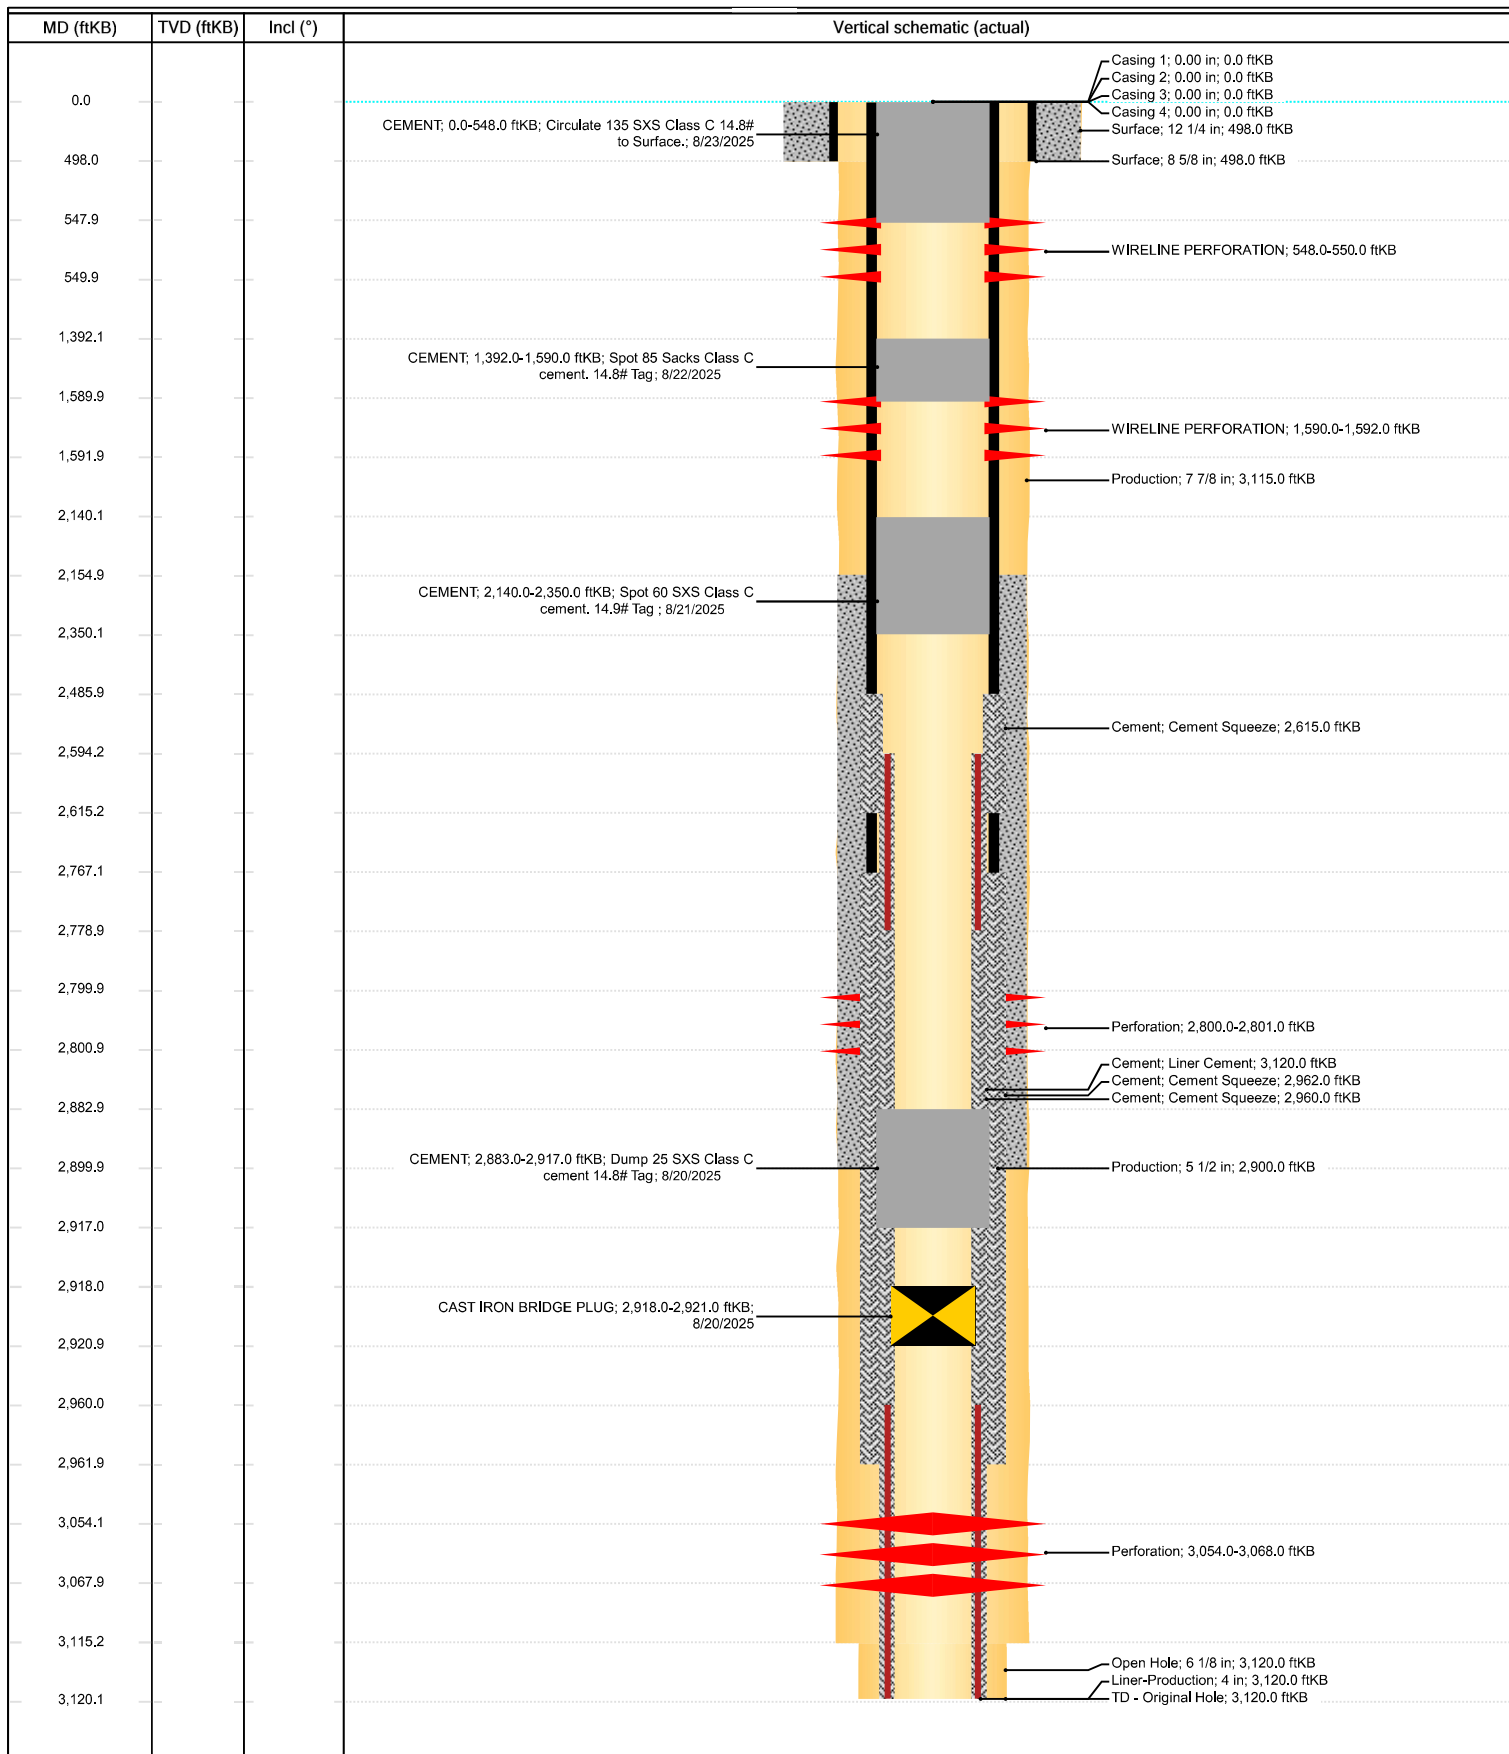 MD (ftKB)
TVD (ftKB)
Incl (°)
Vertical schematic (actual)
Casing 1; 0.00 in; 0.0 ftKB
Casing 2; 0.00 in; 0.0 ftKB
Casing 3; 0.00 in; 0.0 ftKB
0.0
Casing 4; 0.00 in; 0.0 ftKB
CEMENT; 0.0-548.0 ftKB; Circulate 135 SXS Class C 14.8#
to Surface.; 8/23/2025
Surface; 12 1/4 in; 498.0 ftKB
498.0
Surface; 8 5/8 in; 498.0 ftKB
547.9
WIRELINE PERFORATION; 548.0-550.0 ftKB
549.9
1,392.1
CEMENT; 1,392.0-1,590.0 ftKB; Spot 85 Sacks Class C
cement. 14.8# Tag; 8/22/2025
1,589.9
WIRELINE PERFORATION; 1,590.0-1,592.0 ftKB
1,591.9
Production; 7 7/8 in; 3,115.0 ftKB
2,140.1
2,154.9
CEMENT; 2,140.0-2,350.0 ftKB; Spot 60 SXS Class C
cement. 14.9# Tag ; 8/21/2025
2,350.1
2,485.9
Cement; Cement Squeeze; 2,615.0 ftKB
2,594.2
2,615.2
2,767.1
2,778.9
2,799.9
Perforation; 2,800.0-2,801.0 ftKB
2,800.9
Cement; Liner Cement; 3,120.0 ftKB
Cement; Cement Squeeze; 2,962.0 ftKB
Cement; Cement Squeeze; 2,960.0 ftKB
2,882.9
CEMENT; 2,883.0-2,917.0 ftKB; Dump 25 SXS Class C
cement 14.8# Tag; 8/20/2025
2,899.9
Production; 5 1/2 in; 2,900.0 ftKB
2,917.0
2,918.0
CAST IRON BRIDGE PLUG; 2,918.0-2,921.0 ftKB;
8/20/2025
2,920.9
2,960.0
2,961.9
3,054.1
Perforation; 3,054.0-3,068.0 ftKB
3,067.9
3,115.2
Open Hole; 6 1/8 in; 3,120.0 ftKB
Liner-Production; 4 in; 3,120.0 ftKB
TD - Original Hole; 3,120.0 ftKB
3,120.1